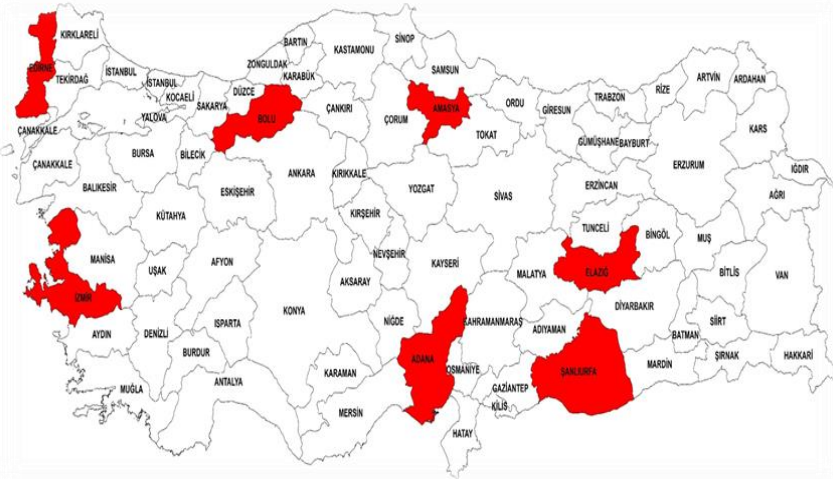 KIRKLARELİ
EDİRNE
TEKİRDAĞ
İSTANBUL
İSTANBUL
KOCAELİ
YALOVA
SAKARYA
DÜZCE
BOLU
ZONGULDAK
BARTIN
KARABÜK
KASTAMONU
SİNOP
SAMSUN
ÇANKIRI
ÇORUM
AMASYA
TOKAT
ORDU
GİRESUN
TRABZON
RİZE
ARTVİN
ARDAHAN
KARS
IĞDIR
AĞRI
GÜMÜŞHANE
BAYBURT
ERZURUM
ERZİNCAN
ÇANAKKALE
ÇANAKKALE
BALIKESİR
BURSA
BİLECİK
ESKİŞEHİR
KÜTAHYA
ANKARA
KIRIKKALE
KIRŞEHİR
YOZGAT
SİVAS
TUNCELİ
BİNGÖL
MUŞ
BİTLİS
VAN
MANİSA
İZMİR
UŞAK
AFYON
AYDIN
DENİZLİ
ISPARTA
BURDUR
MUĞLA
ANTALYA
KONYA
AKSARAY
NEVŞEHİR
KAYSERİ
NİĞDE
KARAMAN
MERSİN
ADANA
KAHRAMANMARAŞ
OSMANİYE
HATAY
GAZİANTEP
KİLİS
MALATYA
ELAZIĞ
ADIYAMAN
DİYARBAKIR
ŞANLIURFA
MARDİN
BATMAN
SİİRT
ŞIRNAK
HAKKARİ